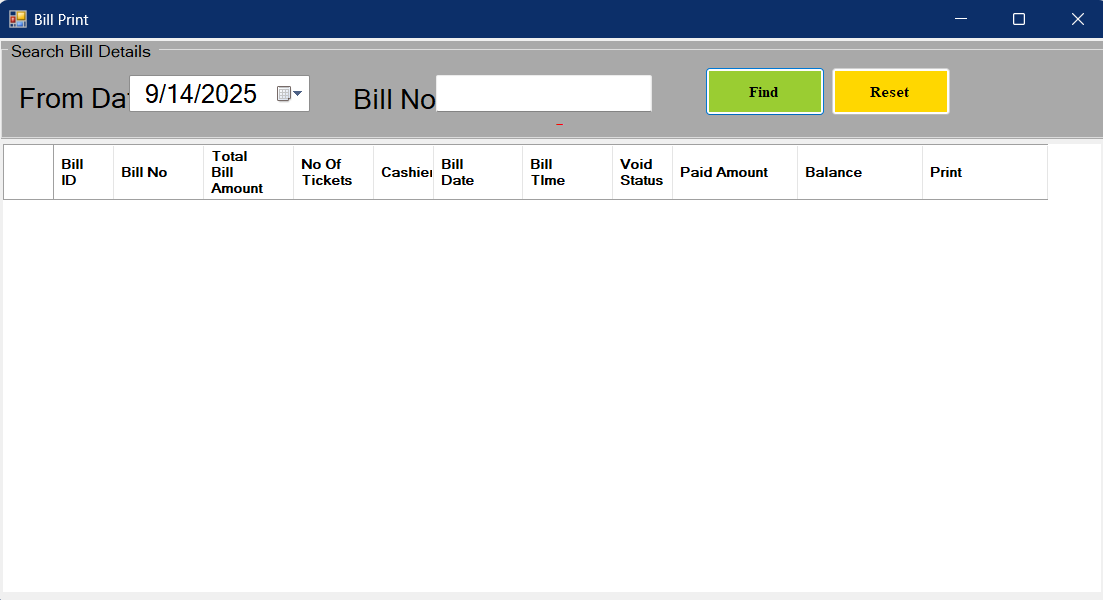 Bill Print
Search Bill Details
From Dat
9/14/2025
Bill No
Find
Reset
Bill
ID
Bill No
Total
Bill
Amount
No Of
Tickets
Cashier
Bill
Date
Bill
TIme
Void
Status
Paid Amount
Balance
Print